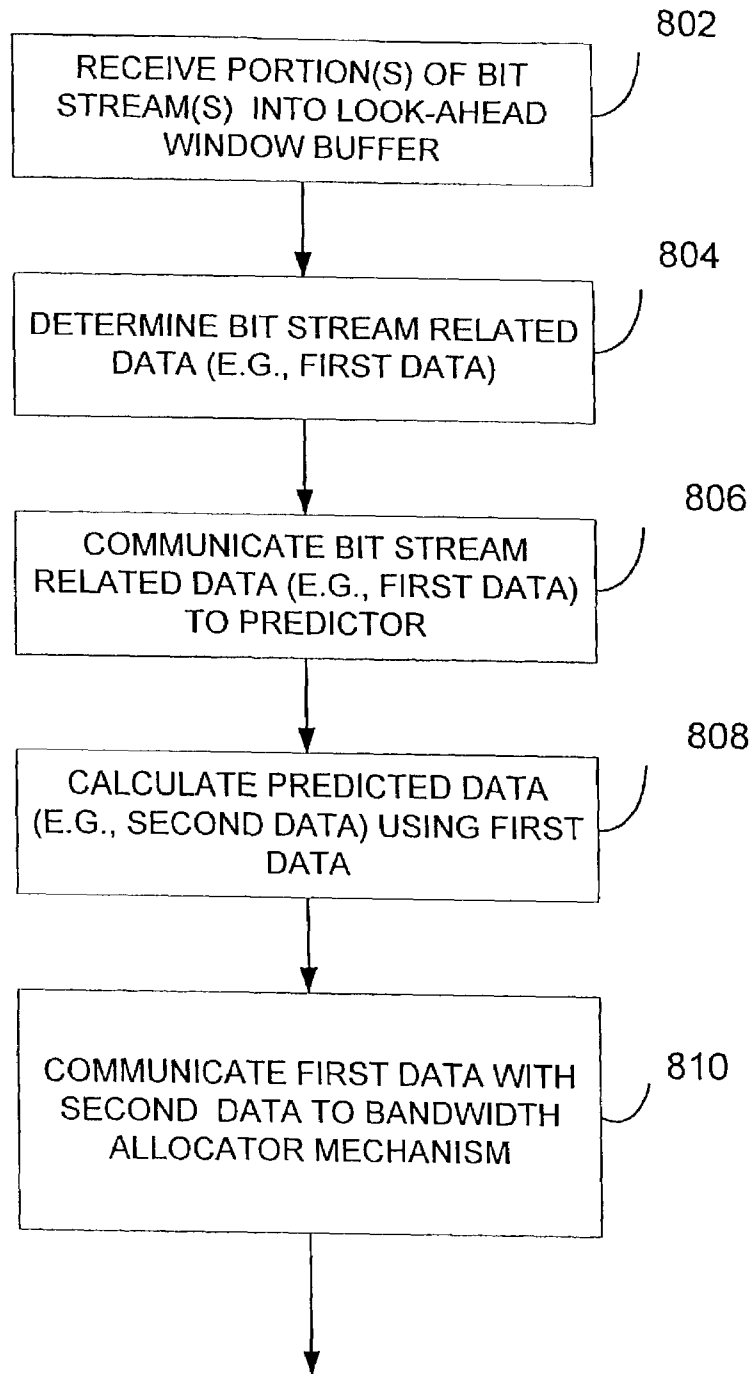 802
RECEIVE PORTION(S) OF BIT
STREAM(S) INTO LOOK-AHEAD
WINDOW BUFFER
804
DETERMINE BIT STREAM RELATED
DATA (E.G., FIRST DATA)
806
COMMUNICATE BIT STREAM
RELATED DATA (E.G., FIRST DATA)
TO PREDICTOR
808
CALCULATE PREDICTED DATA
(E.G., SECOND DATA) USING FIRST
DATA
810
COMMUNICATE FIRST DATA WITH
SECOND DATA TO BANDWIDTH
ALLOCATOR MECHANISM